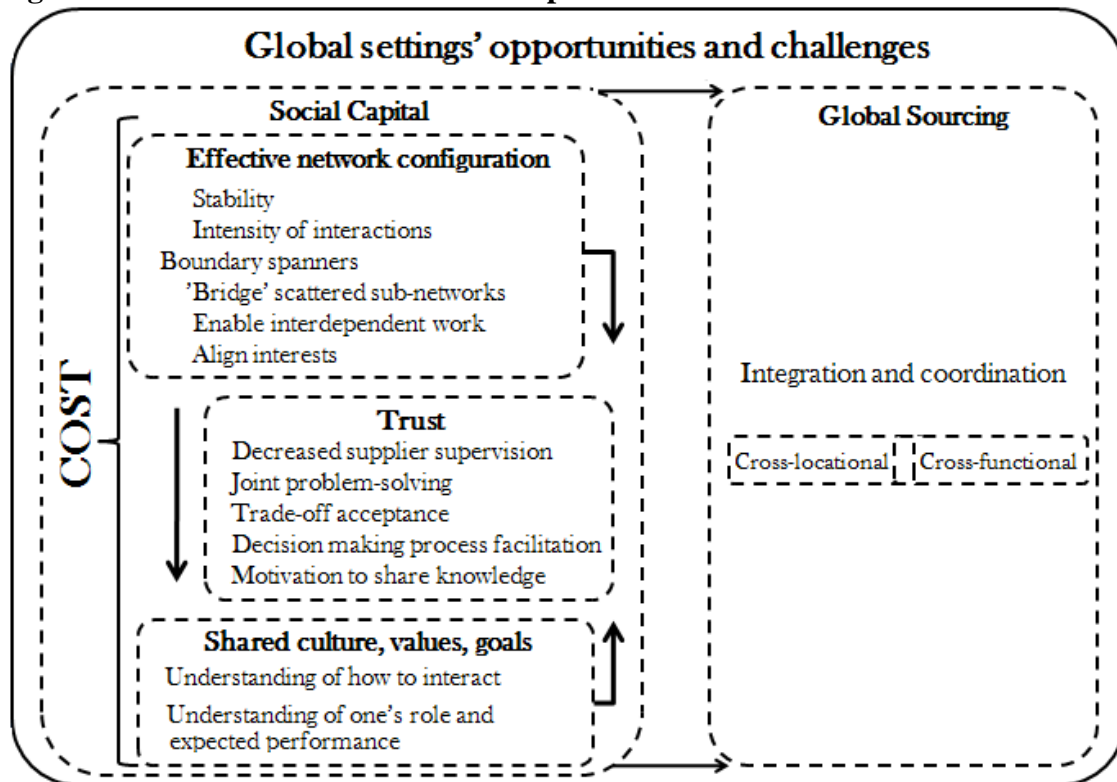 Global settings' opportunities and challenges
Social Capital
Effective network configuration
Stability
Intensity of interactions
Boundary spanners
'Bridge' scattered sub-networks
Enable interdependent work
Align interests
COST
Trust
Decreased supplier supervision
Joint problem-solving
Trade-off acceptance
Decision making process facilitation
Motivation to share knowledge
Shared culture, values, goals
Understanding of how to interact
Understanding of one's role and
expected performance
Global Sourcing
Integration and coordination
Cross-locational
Cross-functional